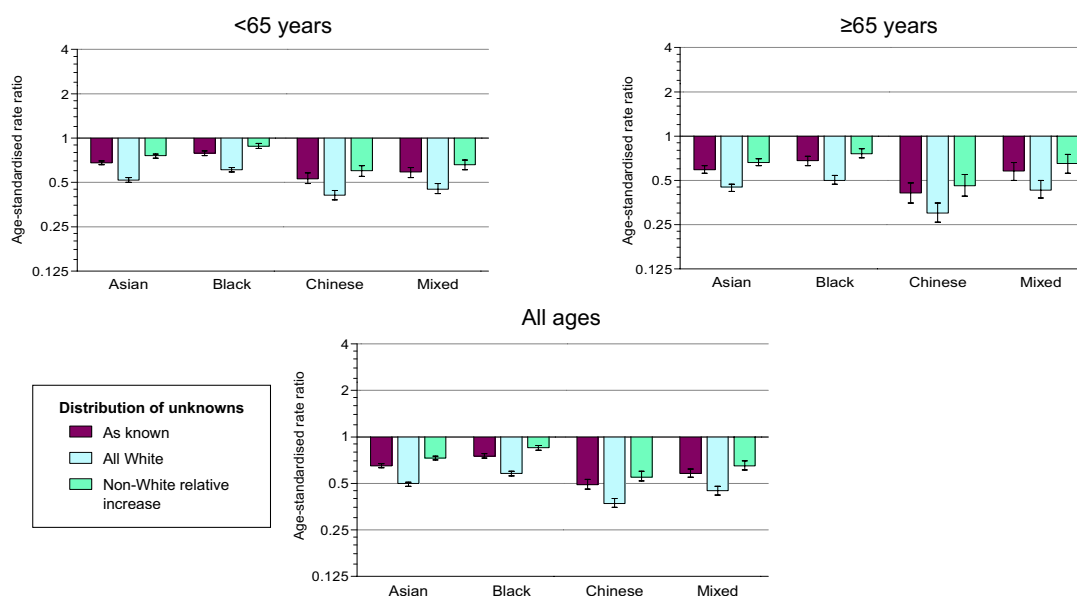 <65 years
Age-standardised rate ratio
4
2
1
0.5
0.25
0.125
Asian Black Chinese Mixed
≥65 years
Age-standardised rate ratio
4
2
1
0.5
0.25
0.125
Asian Black Chinese Mixed
All ages
Age-standardised rate ratio
4
2
1
0.5
0.25
0.125
Asian Black Chinese Mixed
Distribution of unknowns
As known
All White
Non-White relative
increase